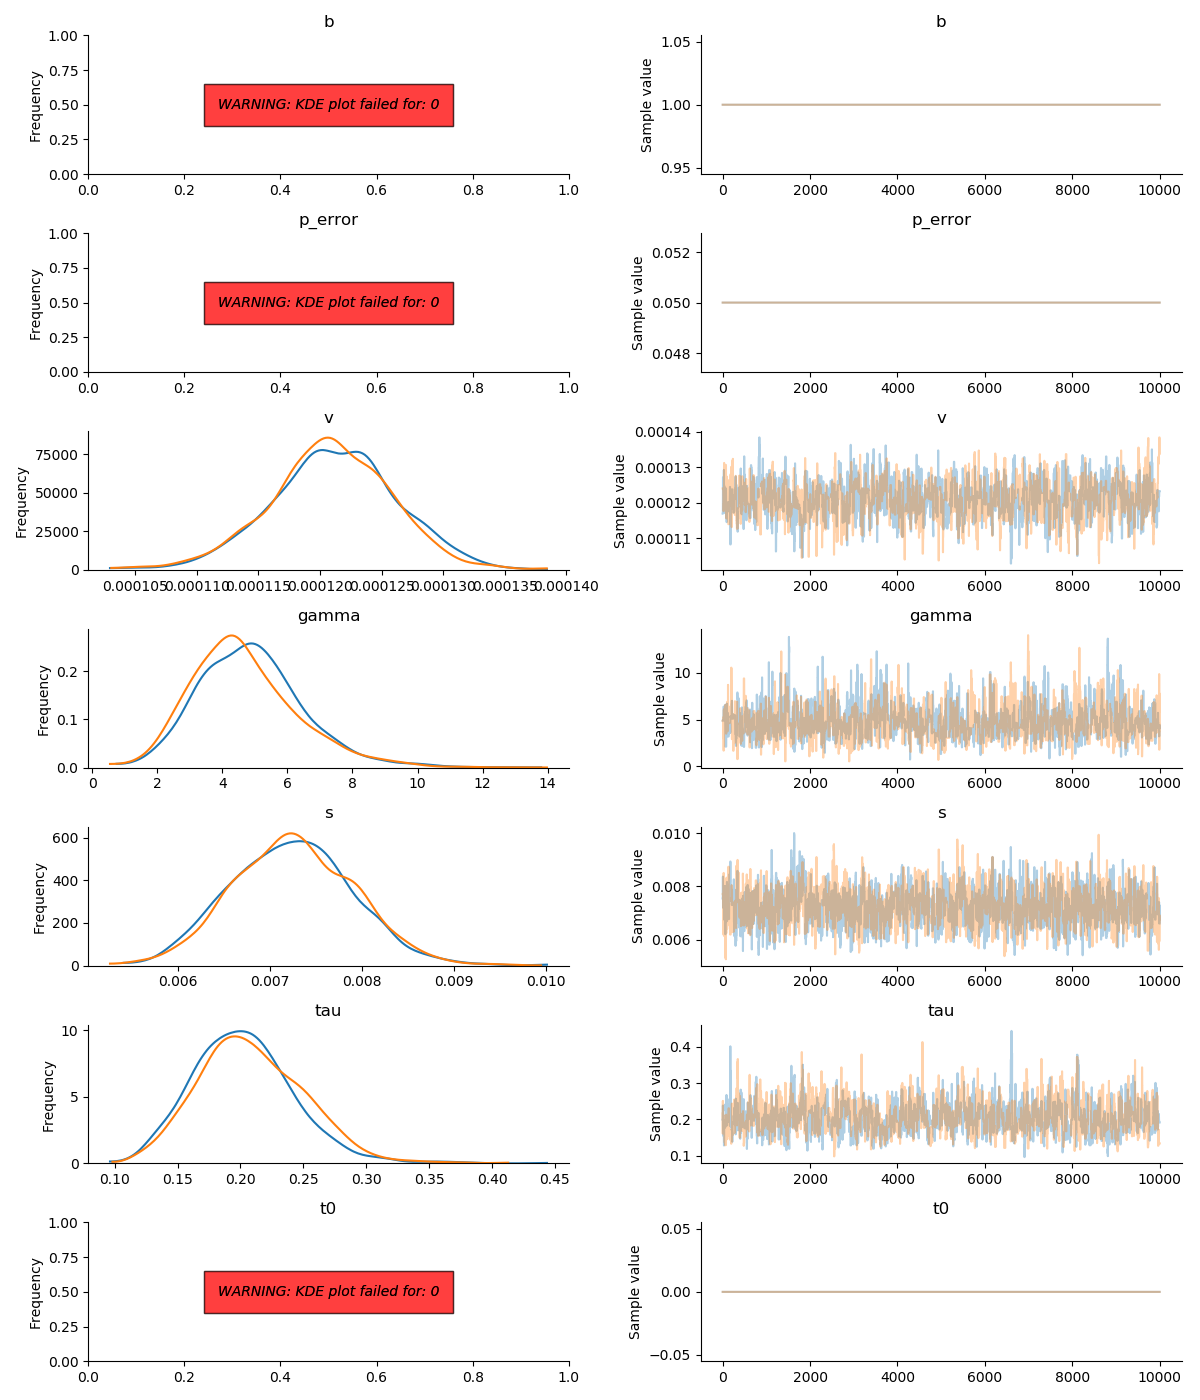 b
1.00
0.75
0.50
0.25
0.00
Frequency
WARNING: KDE plot failed for: 0
0.0 0.2 0.4 0.6 0.8 1.0
b
1.05
1.00
0.95
Sample value
0 2000 4000 6000 8000 10000
p_error
1.00
0.75
0.50
0.25
0.00
Frequency
WARNING: KDE plot failed for: 0
0.0 0.2 0.4 0.6 0.8 1.0
p_error
0.052
0.050
0.048
Sample value
0 2000 4000 6000 8000 10000
v
75000
50000
25000
0
Frequency
0.000105 0.000110 0.000115 0.000120 0.000125 0.000130 0.000135 0.000140
v
0.00014
0.00013
0.00012
0.00011
Sample value
0 2000 4000 6000 8000 10000
gamma
0.2
0.1
0.0
Frequency
0 2 4 6 8 10 12 14
gamma
10
5
0
Sample value
0 2000 4000 6000 8000 10000
s
600
400
200
0
Frequency
0.006 0.007 0.008 0.009 0.010
s
0.010
0.008
0.006
Sample value
0 2000 4000 6000 8000 10000
tau
10
5
0
Frequency
0.10 0.15 0.20 0.25 0.30 0.35 0.40 0.45
tau
0.4
0.3
0.2
0.1
Sample value
0 2000 4000 6000 8000 10000
t0
1.00
0.75
0.50
0.25
0.00
Frequency
WARNING: KDE plot failed for: 0
0.0 0.2 0.4 0.6 0.8 1.0
t0
0.05
0.00
−0.05
Sample value
0 2000 4000 6000 8000 10000